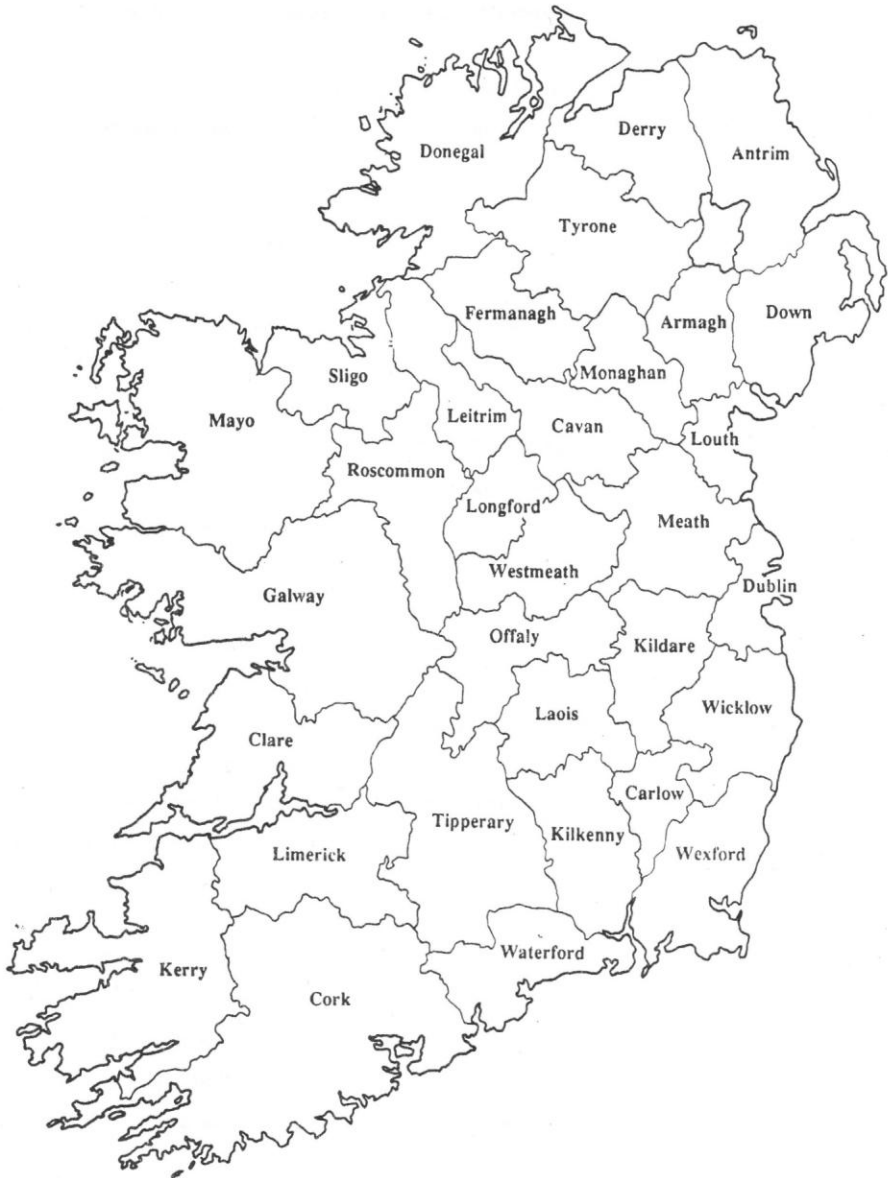 Derry
Donegal
Antrim
Tyrone
Fermanagh
Armagh
Down
Monaghan
Sligo
Mayo
Leitrim
Cavan
Louth
Roscommon
Longford
Meath
Westmeath
Dublin
Galway
Offaly
Kildare
Laois
Wicklow
Clare
Carlow
Tipperary
Kilkenny
Limerick
Wexford
Waterford
Kerry
Cork